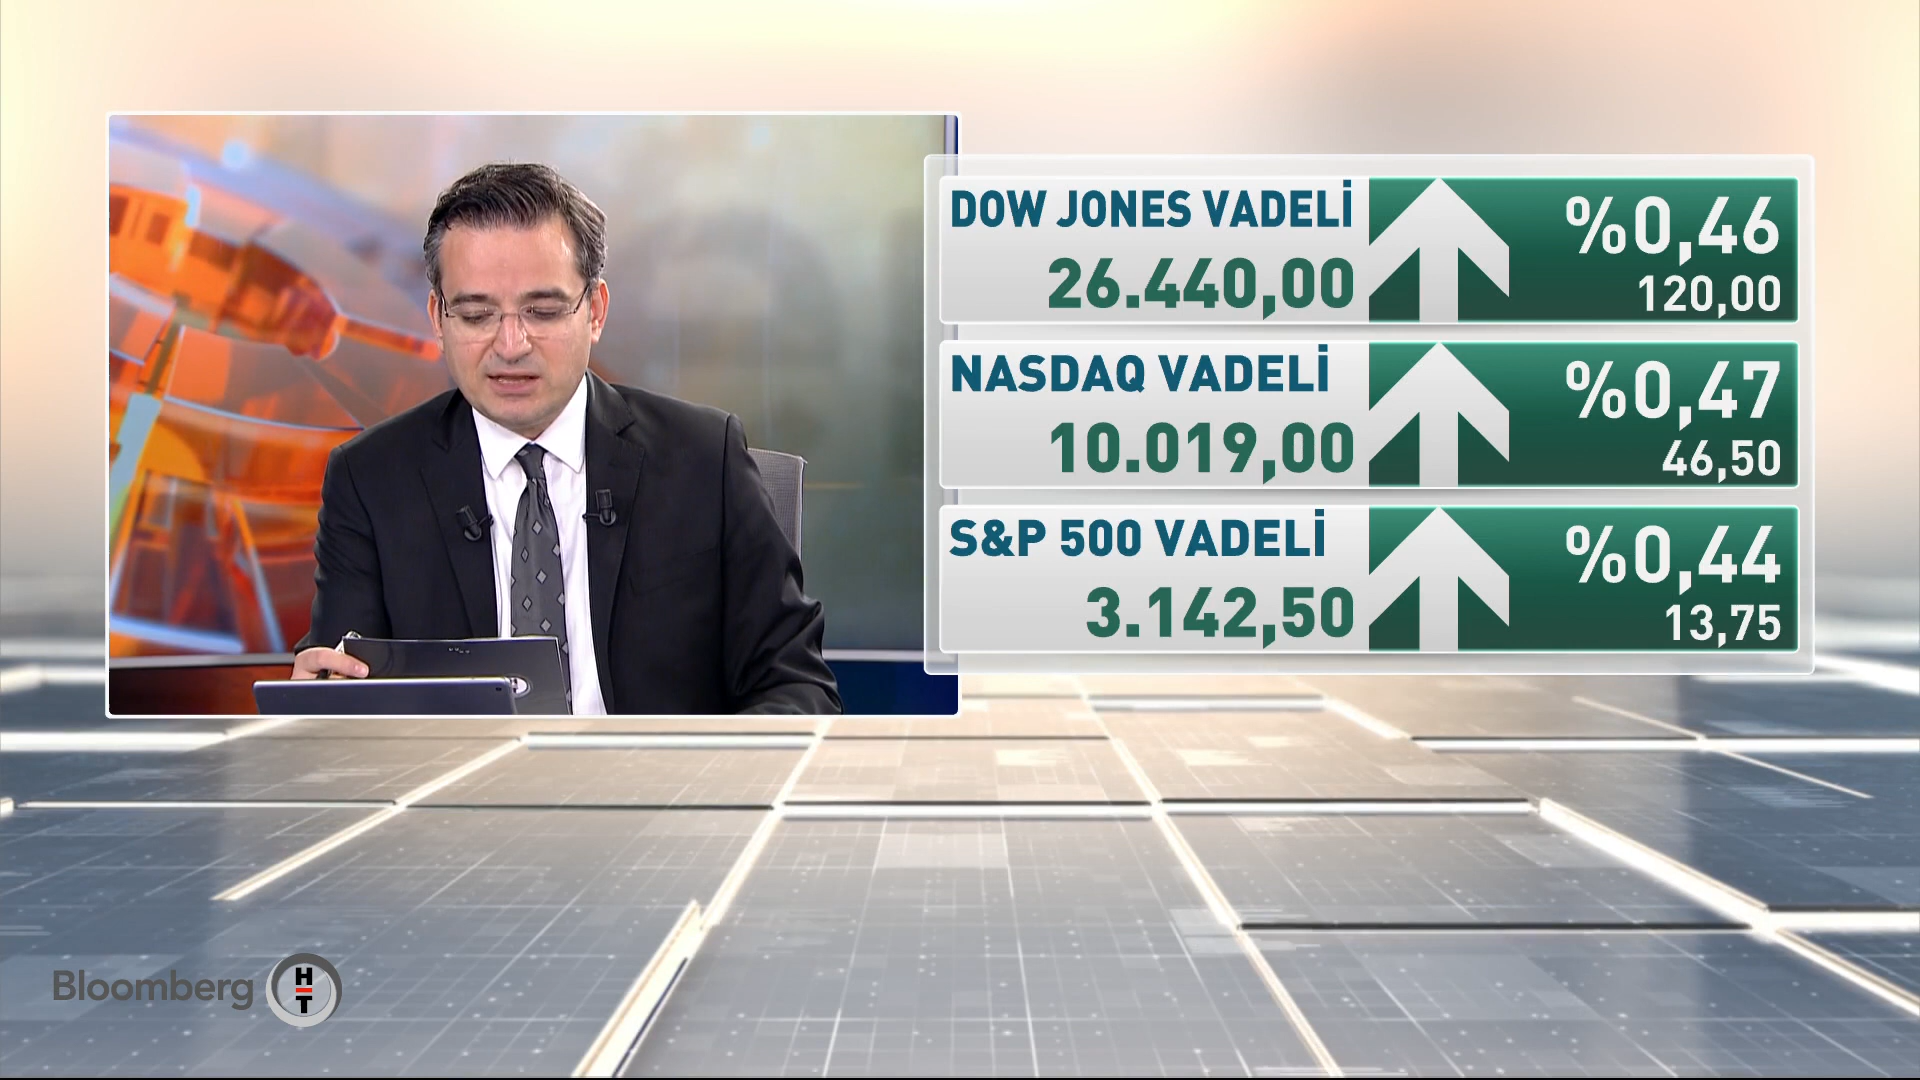 DOW JONES VADELİ
%0,46
26.440,00
120,00
NASDAQ VADELİ
%0,47
10.019,00
46,50
S&P 500 VADELİ
%0,44
3.142,50
13,75
Bloomberg HT